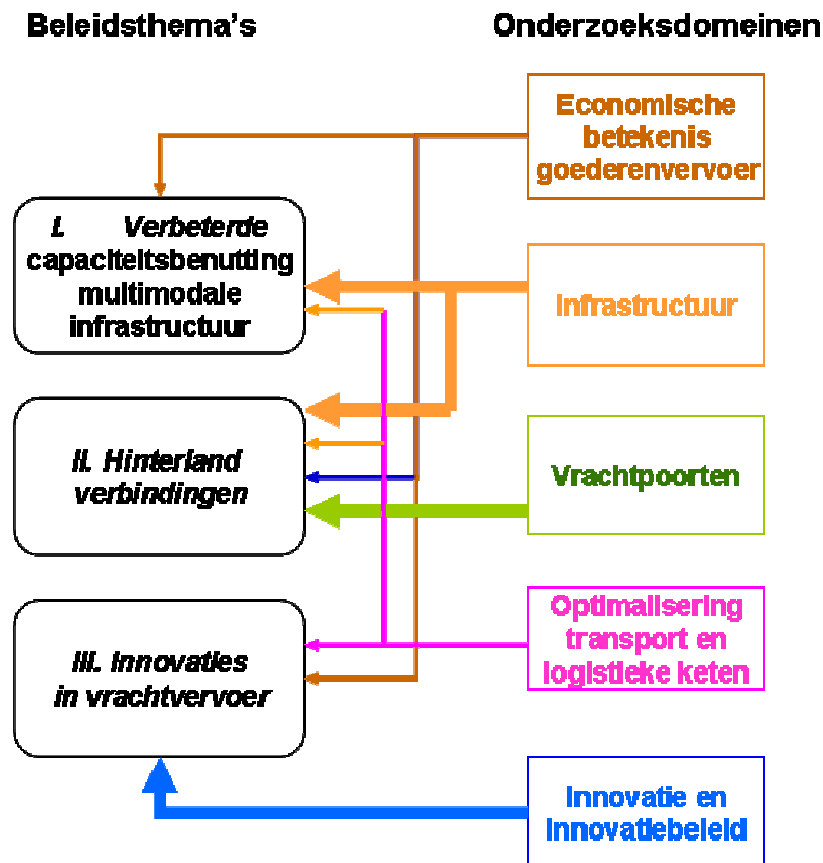 Beleidsthema's
Onderzoeksdomeinen
Economische
betekenis
goederenvervoer
I. Verbeterde
capaciteitsbenutting
multimodale
infrastructuur
Infrastructuur
II. Hinterland
verbindingen
Vrachtpoorten
III. Innovaties
in vrachtvervoer
Optimalisering
transport en
logistieke keten
Innovatie en
innovatiebeleid